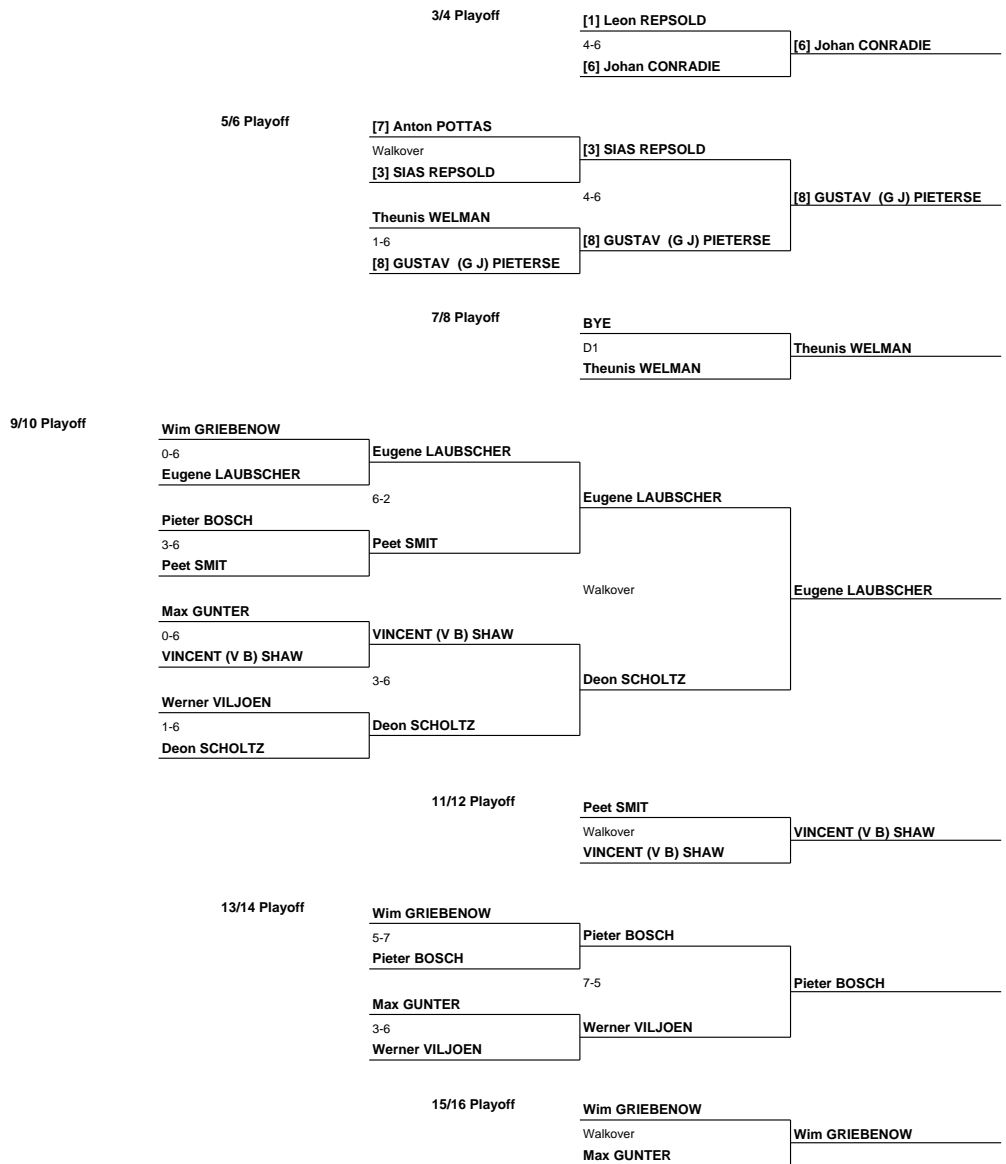 3/4 Playoff
[1] Leon REPSOLD
4-6
[6] Johan CONRADIE
[6] Johan CONRADIE
5/6 Playoff
[7] Anton POTTAS
Walkover
[3] SIAS REPSOLD
[3] SIAS REPSOLD
4-6
[8] GUSTAV (G J) PIETERSE
Theunis WELMAN
1-6
[8] GUSTAV (G J) PIETERSE
[8] GUSTAV (G J) PIETERSE
7/8 Playoff
BYE
D1
Theunis WELMAN
Theunis WELMAN
9/10 Playoff
Wim GRIEBENOW
0-6
Eugene LAUBSCHER
Eugene LAUBSCHER
6-2
Eugene LAUBSCHER
Pieter BOSCH
3-6
Peet SMIT
Peet SMIT
Walkover
Eugene LAUBSCHER
Max GUNTER
0-6
VINCENT (V B) SHAW
VINCENT (V B) SHAW
3-6
Deon SCHOLTZ
Werner VILJOEN
1-6
Deon SCHOLTZ
Deon SCHOLTZ
11/12 Playoff
Peet SMIT
Walkover
VINCENT (V B) SHAW
VINCENT (V B) SHAW
13/14 Playoff
Wim GRIEBENOW
5-7
Pieter BOSCH
Pieter BOSCH
7-5
Pieter BOSCH
Max GUNTER
3-6
Werner VILJOEN
Werner VILJOEN
15/16 Playoff
Wim GRIEBENOW
Walkover
Wim GRIEBENOW
Max GUNTER